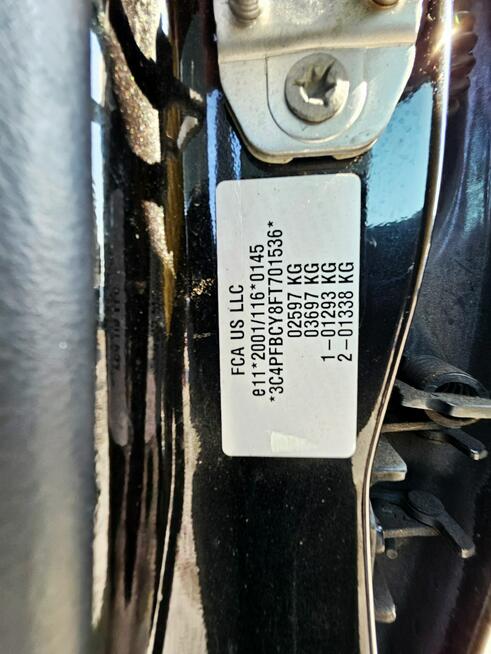 FCA US LLC
e11*2001/116*0145
*3C4PFBCY8FT701536*
02597 KG
03697 KG
1-01293 KG
2-01338 KG